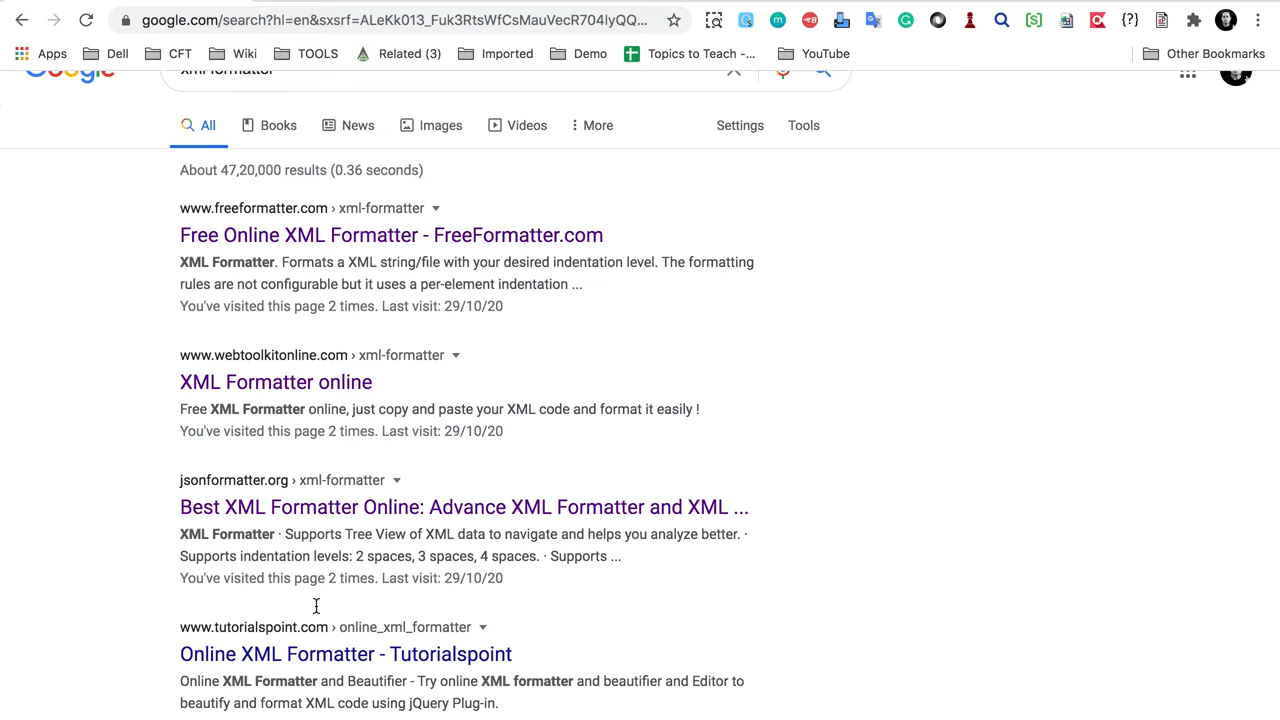 google.com/search?hl=en&sxsrf=ALeKk013_Fuk3RtsWfCsMauVecR704IyQQ...
Apps Dell CFT Wiki TOOLS Related (3) Imported Demo Topics to Teach -... YouTube Other Bookmarks
Google xml formatter
All Books News Images Videos More Settings Tools
About 47,20,000 results (0.36 seconds)
www.freeformatter.com › xml-formatter
Free Online XML Formatter - FreeFormatter.com
XML Formatter. Formats a XML string/file with your desired indentation level. The formatting
rules are not configurable but it uses a per-element indentation ...
You've visited this page 2 times. Last visit: 29/10/20
www.webtoolkitonline.com › xml-formatter
XML Formatter online
Free XML Formatter online, just copy and paste your XML code and format it easily !
You've visited this page 2 times. Last visit: 29/10/20
jsonformatter.org › xml-formatter
Best XML Formatter Online: Advance XML Formatter and XML ...
XML Formatter · Supports Tree View of XML data to navigate and helps you analyze better. ·
Supports indentation levels: 2 spaces, 3 spaces, 4 spaces. · Supports ...
You've visited this page 2 times. Last visit: 29/10/20
www.tutorialspoint.com › online_xml_formatter
Online XML Formatter - Tutorialspoint
Online XML Formatter and Beautifier - Try online XML formatter and beautifier and Editor to
beautify and format XML code using jQuery Plug-in.